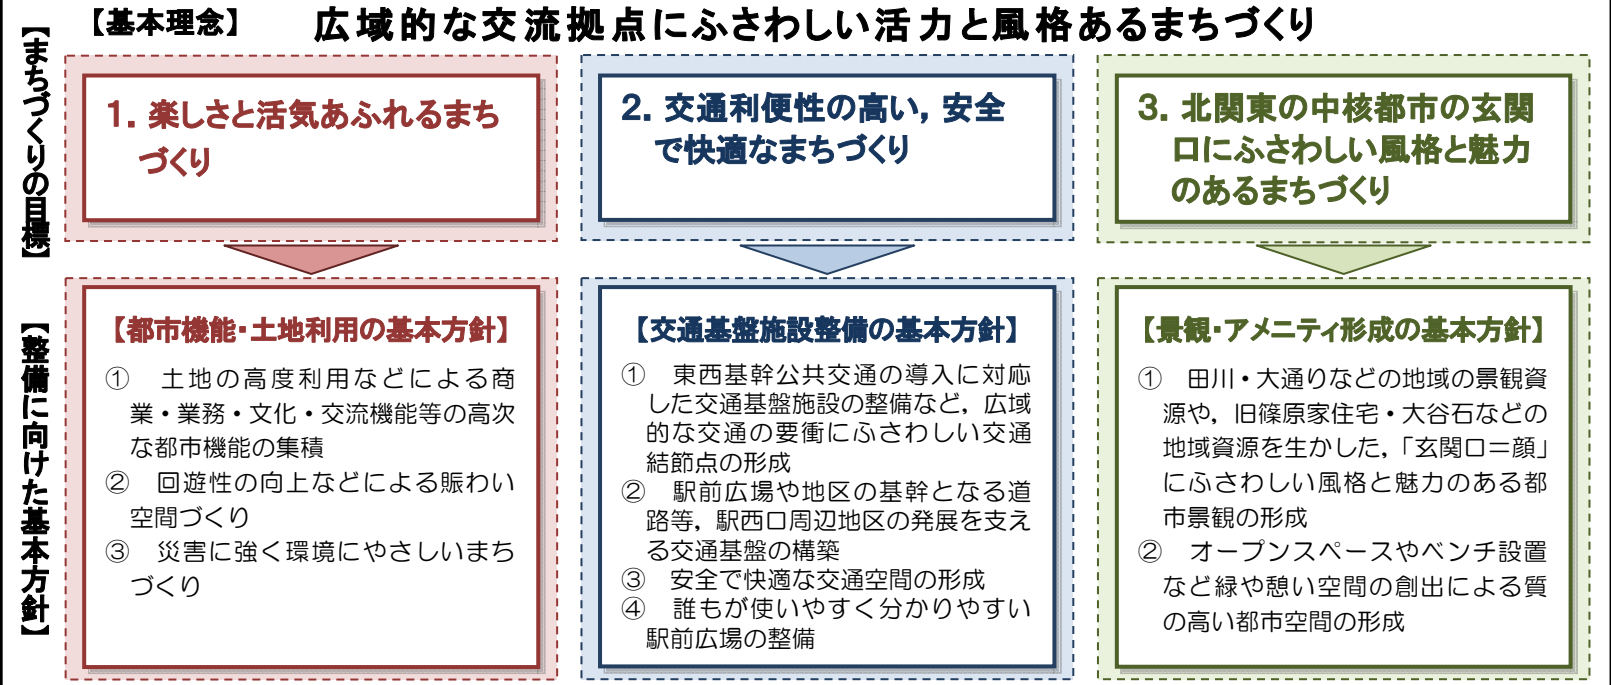 【基本理念】 広域的な交流拠点にふさわしい活力と風格あるまちづくり
【まちづくりの目標】
1. 楽しさと活気あふれるまち
づくり
2. 交通利便性の高い，安全
で快適なまちづくり
3. 北関東の中核都市の玄関
口にふさわしい風格と魅力
のあるまちづくり
【整備に向けた基本方針】
【都市機能・土地利用の基本方針】
① 土地の高度利用などによる商
業・業務・文化・交流機能等の高次
な都市機能の集積
② 回遊性の向上などによる賑わい
空間づくり
③ 災害に強く環境にやさしいまち
づくり
【交通基盤施設整備の基本方針】
① 東西基幹公共交通の導入に対応
した交通基盤施設の整備など，広域
的な交通の要衝にふさわしい交通
結節点の形成
② 駅前広場や地区の基幹となる道
路等，駅西口周辺地区の発展を支え
る交通基盤の構築
③ 安全で快適な交通空間の形成
④ 誰もが使いやすく分かりやすい
駅前広場の整備
【景観・アメニティ形成の基本方針】
① 田川・大通りなどの地域の景観資
源や，旧篠原家住宅・大谷石などの
地域資源を生かした，「玄関口＝顔」
にふさわしい風格と魅力のある都
市景観の形成
② オープンスペースやベンチ設置
など緑や憩い空間の創出による質
の高い都市空間の形成